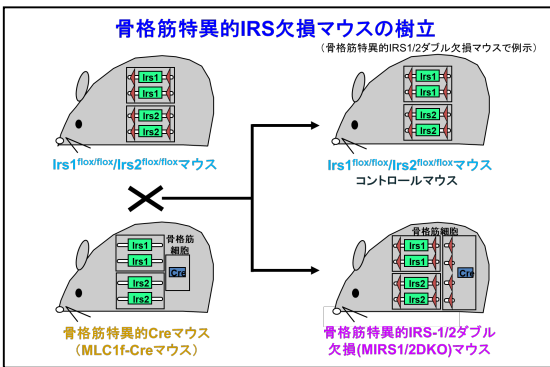 骨格筋特異的IRS欠損マウスの樹立
(骨格筋特異的IRS1/2ダブル欠損マウスで例示)
Irs1
Irs1
Irs2
Irs2
Irs1flox/flox/Irs2flox/floxマウス
Irs1
Irs1
Irs2
Irs2
Irs1flox/flox/Irs2flox/floxマウス
コントロールマウス
骨格筋
細胞
Irs1
Irs1
Irs2
Irs2
Cre
骨格筋特異的Creマウス
(MLC1f-Creマウス)
骨格筋細胞
Irs1
Irs1
Irs2
Irs2
Cre
骨格筋特異的IRS-1/2ダブル
欠損(MIRS1/2DKO)マウス